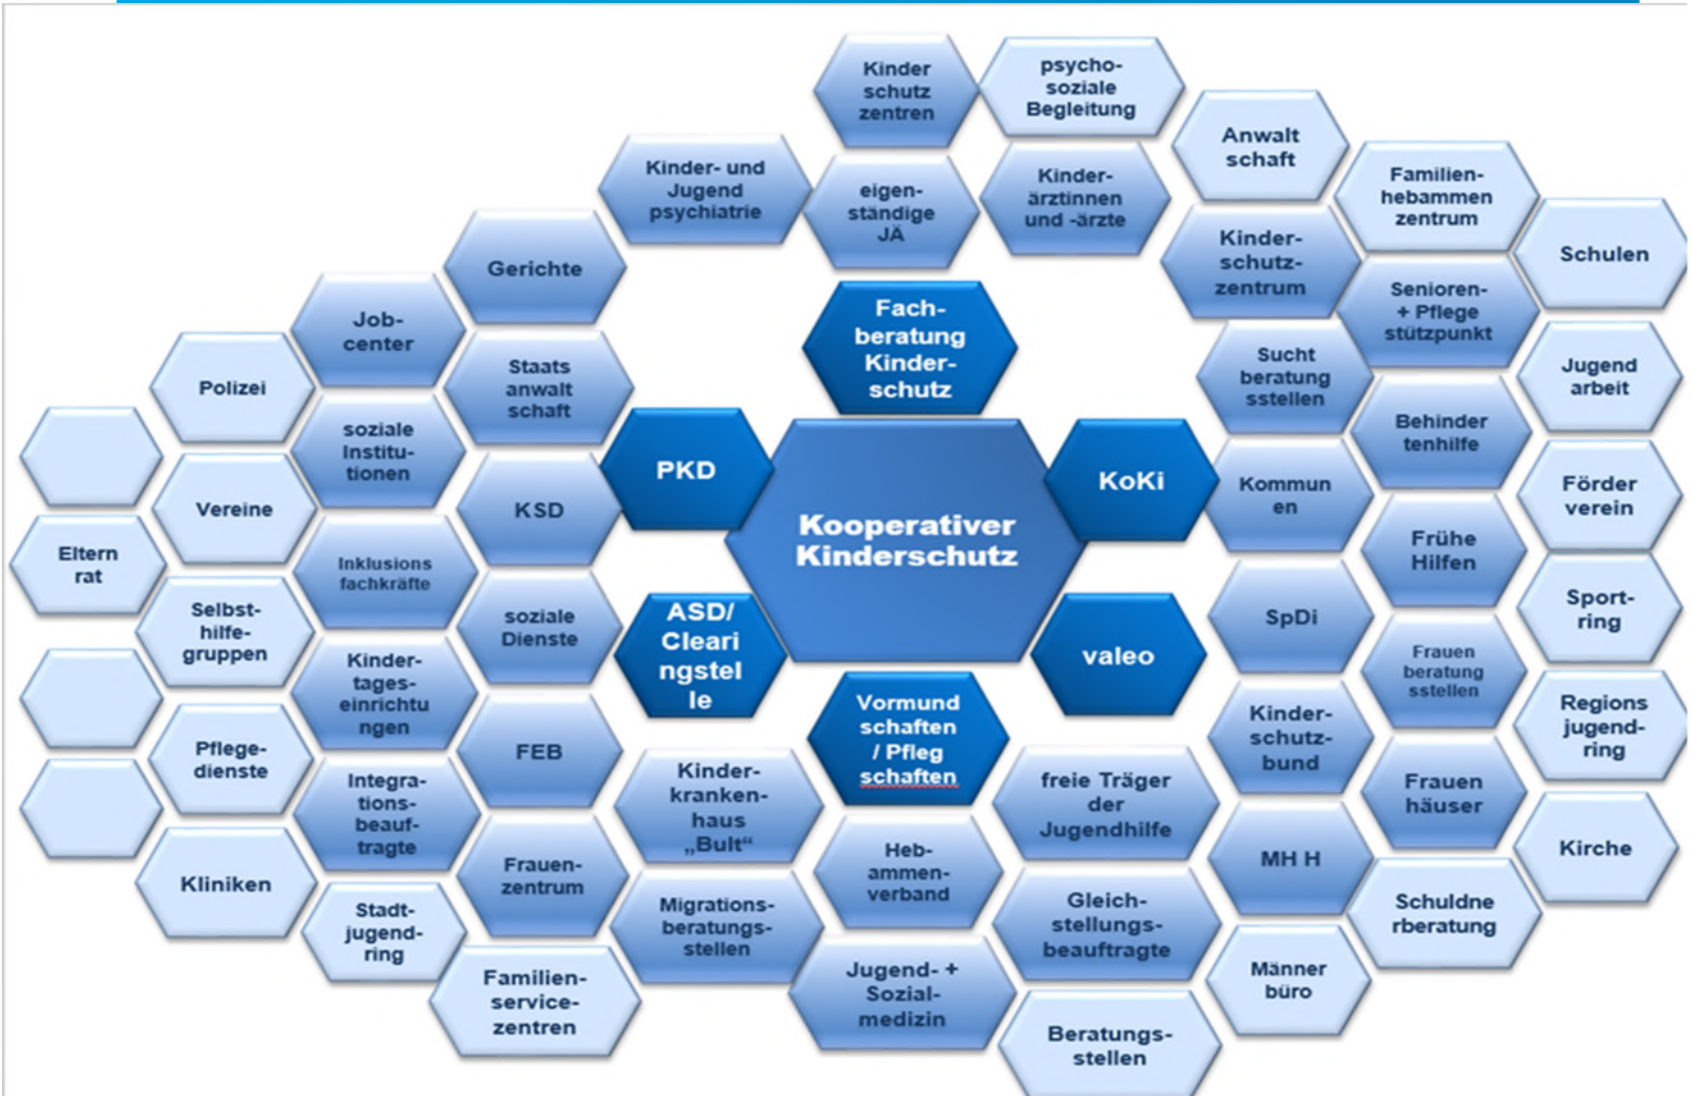 Kinder
schutz
zentren
psycho-
soziale
Begleitung
Anwalt
schaft
Familien-
hebammen
zentrum
Schulen
Kinder- und
Jugend
psychiatrie
eigen-
ständige
JÄ
Kinder-
ärztinnen
und -ärzte
Kinder-
schutz-
zentrum
Senioren-
+ Pflege
stützpunkt
Gerichte
Job-
center
Fach-
beratung
Kinder-
schutz
Sucht
beratung
sstellen
Jugend
arbeit
Polizei
Staats
anwalt
schaft
Behinder
tenhilfe
soziale
Institu-
tionen
PKD
KoKi
Kommun
en
Förder
verein
Vereine
KSD
Kooperativer
Kinderschutz
Frühe
Hilfen
Eltern
rat
Inklusions
fachkräfte
Sport-
ring
Selbst-
hilfe-
gruppen
soziale
Dienste
ASD/
Cleari
ngstel
le
valeo
SpDi
Frauen
beratung
sstellen
Kinder-
tages-
einrichtu
ngen
Vormund
schaften
/ Pfleg
schaften
Kinder-
schutz-
bund
Regions
jugend-
ring
Pflege-
dienste
FEB
Kinder-
kranken-
haus
„Bult“
freie Träger
der
Jugendhilfe
Frauen
häuser
Integra-
tions-
beauf-
tragte
Heb-
ammen-
verband
MH H
Kirche
Kliniken
Frauen-
zentrum
Migrations-
beratungs-
stellen
Gleich-
stellungs-
beauftragte
Schuldne
rberatung
Stadt-
jugend-
ring
Familien-
service-
zentren
Jugend- +
Sozial-
medizin
Männer
büro
Beratungs-
stellen